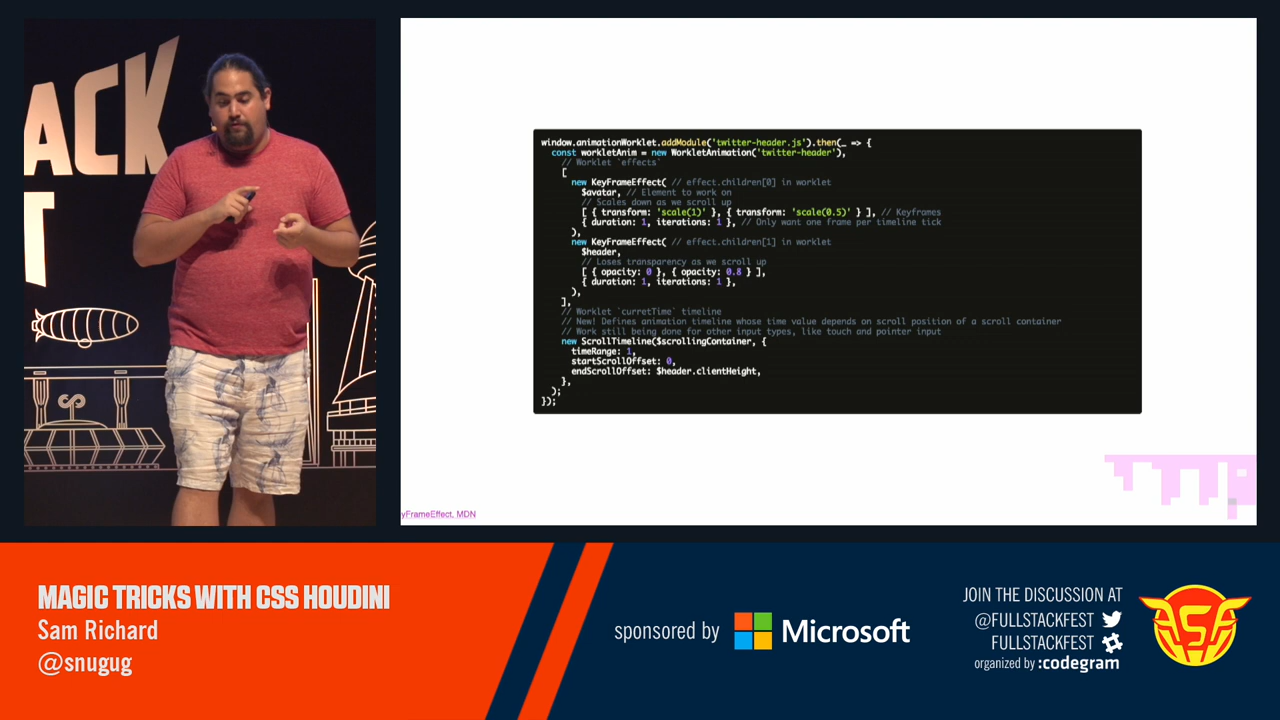 ACK
T
window.animationWorklet.addModule('twitter-header.js').then(… => {
const workletAnim = new WorkletAnimation('twitter-header'),
// Worklet `effects`
[
new KeyFrameEffect( // effect.children[0] in worklet
$avatar, // Element to work on
// Scales down as we scroll up
[ { transform: 'scale(1)' }, { transform: 'scale(0.5)' } ], // Keyframes
{ duration: 1, iterations: 1 }, // Only want one frame per timeline tick
),
new KeyFrameEffect( // effect.children[1] in worklet
$header,
// Loses transparency as we scroll up
[ { opacity: 0 }, { opacity: 0.8 } ],
{ duration: 1, iterations: 1 },
),
],
// Worklet `curretTime` timeline
// New! Defines animation timeline whose time value depends on scroll position of a scroll container
// Work still being done for other input types, like touch and pointer input
new ScrollTimeline($scrollingContainer, {
timeRange: 1,
startScrollOffset: 0,
endScrollOffset: $header.clientHeight,
},
);
});
yFrameEffect, MDN
MAGIC TRICKS WITH CSS HOUDINI
Sam Richard
@snugug
sponsored by Microsoft
JOIN THE DISCUSSION AT
@FULLSTACKFEST
FULLSTACKFEST
organized by :codegram
FSF